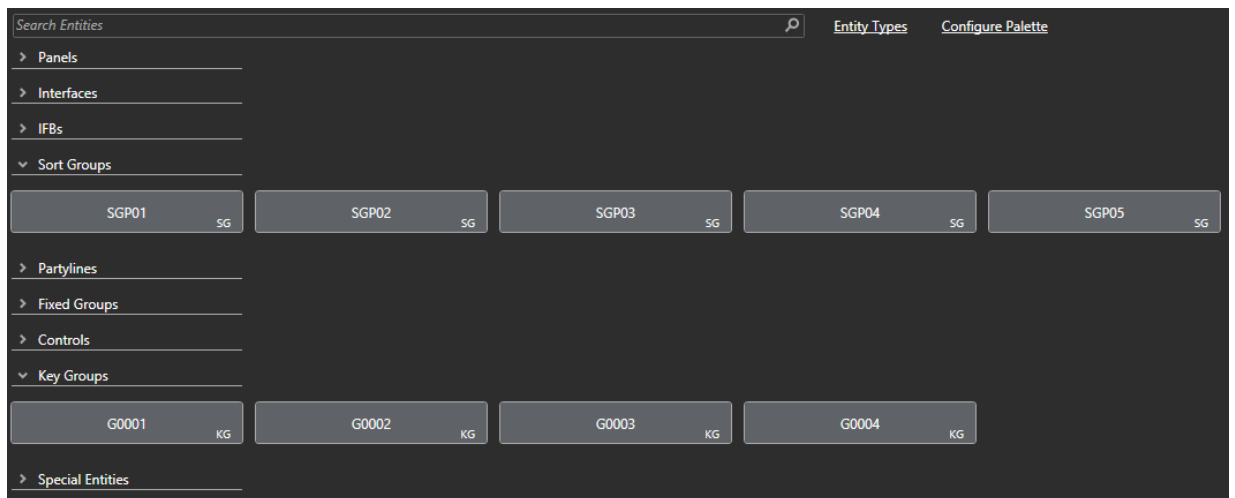 Search Entities Entity Types Configure Palette
Panels
Interfaces
IFBs
Sort Groups
SGP01 SG SGP02 SG SGP03 SG SGP04 SG SGP05 SG
Partylines
Fixed Groups
Controls
Key Groups
G0001 KG G0002 KG G0003 KG G0004 KG
Special Entities